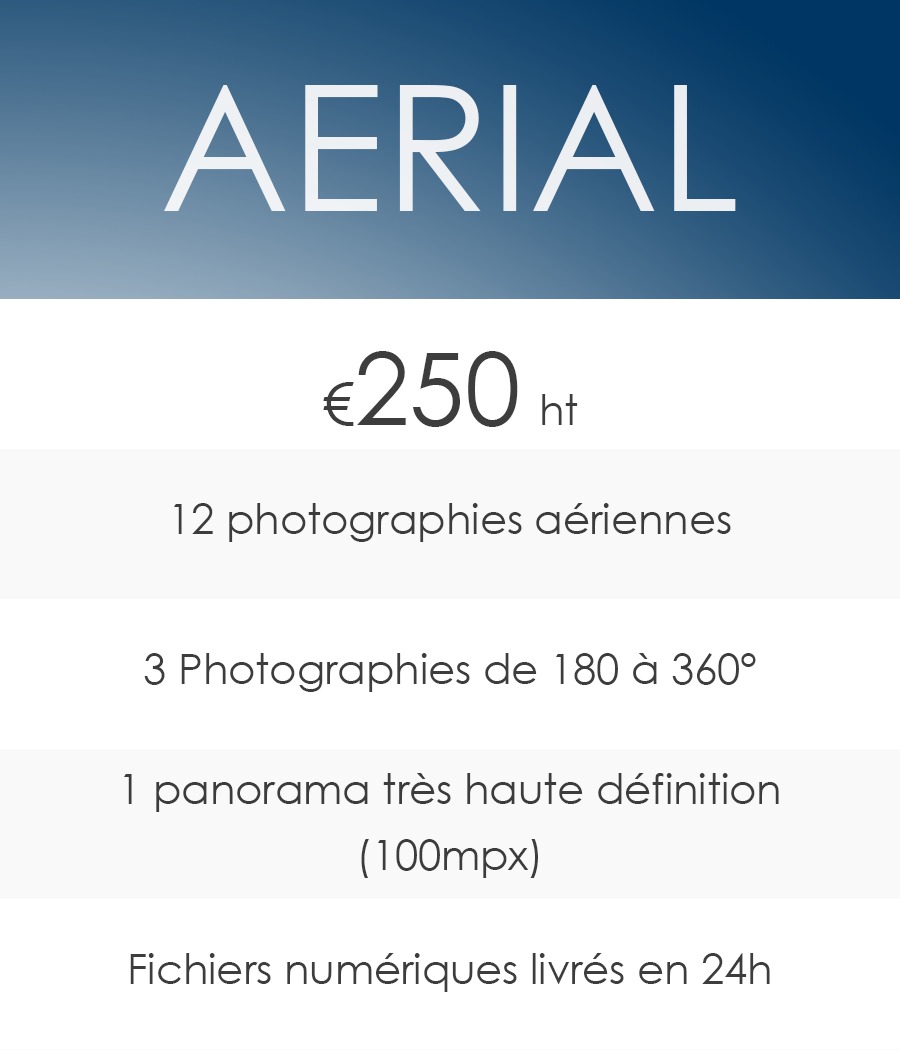 AERIAL
€250 ht
12 photographies aériennes
3 Photographies de 180 à 360°
1 panorama très haute définition
(100mpx)
Fichiers numériques livrés en 24h